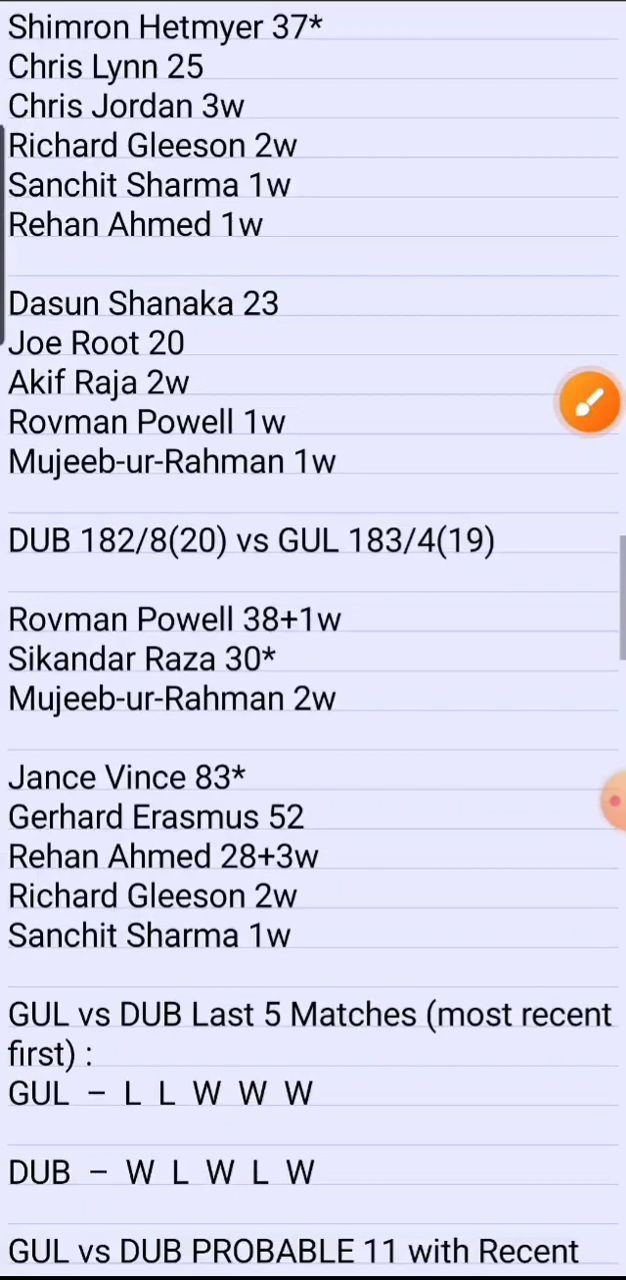 Shimron Hetmyer 37*
Chris Lynn 25
Chris Jordan 3w
Richard Gleeson 2w
Sanchit Sharma 1w
Rehan Ahmed 1w
Dasun Shanaka 23
Joe Root 20
Akif Raja 2w
Rovman Powell 1w
Mujeeb-ur-Rahman 1w
DUB 182/8(20) vs GUL 183/4(19)
Rovman Powell 38+1w
Sikandar Raza 30*
Mujeeb-ur-Rahman 2w
Jance Vince 83*
Gerhard Erasmus 52
Rehan Ahmed 28+3w
Richard Gleeson 2w
Sanchit Sharma 1w
GUL vs DUB Last 5 Matches (most recent
first) :
GUL – L L W W W
DUB – W L W L W
GUL vs DUB PROBABLE 11 with Recent